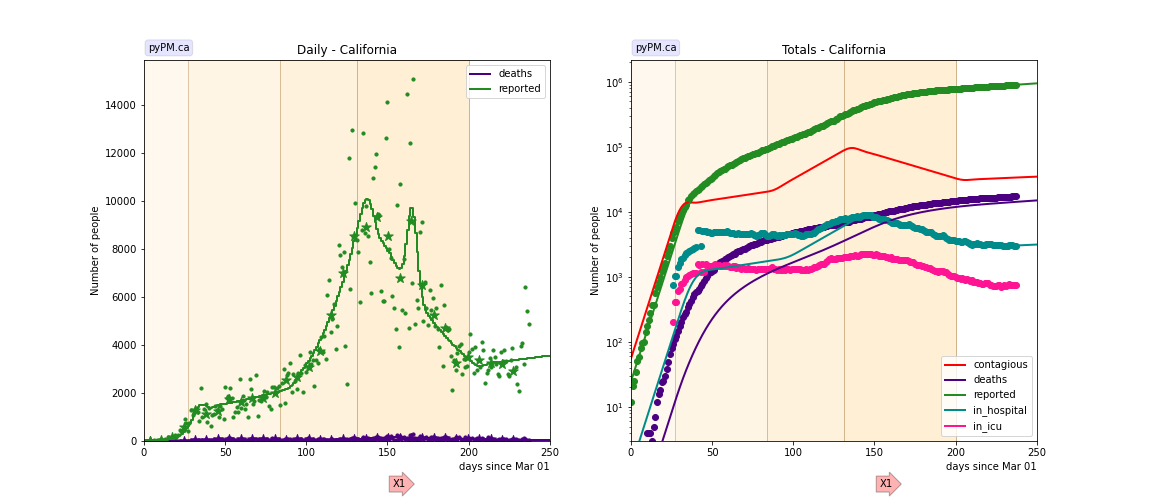 pyPM.ca
Daily - California
deaths
reported
14000
12000
10000
8000
6000
4000
2000
0
Number of people
0 50 100 150 200 250
days since Mar 01
X1
pyPM.ca
Totals - California
10⁶
10⁵
10⁴
10³
10²
10¹
Number of people
contagious
deaths
reported
in_hospital
in_icu
0 50 100 150 200 250
days since Mar 01
X1